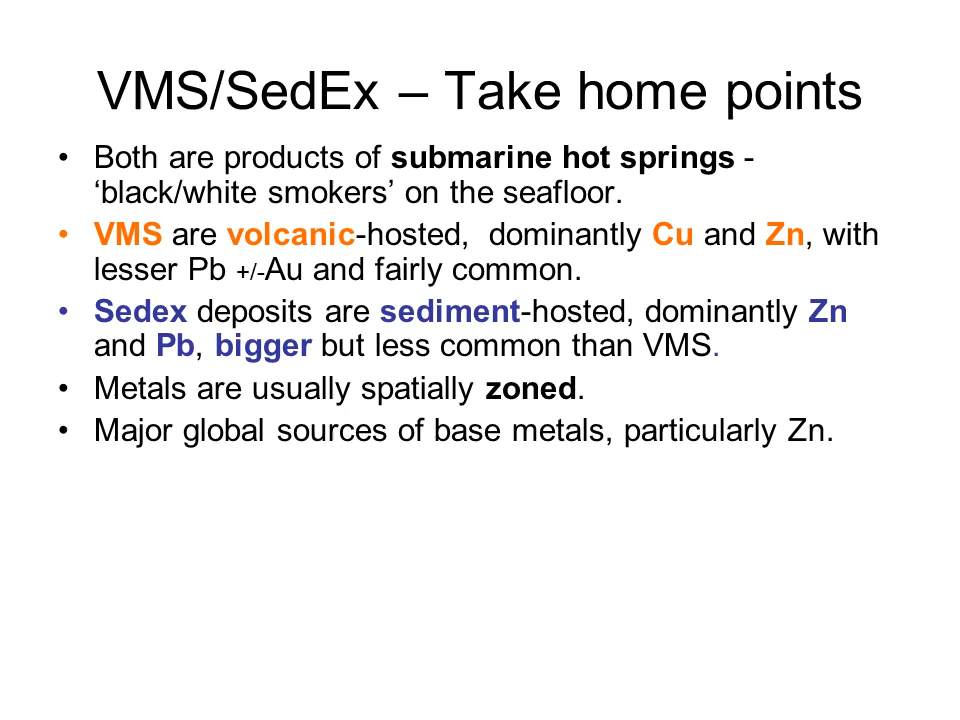 VMS/SedEx – Take home points
• Both are products of submarine hot springs -
‘black/white smokers’ on the seafloor.
• VMS are volcanic-hosted,  dominantly Cu and Zn, with
lesser Pb +/-Au and fairly common.
• Sedex deposits are sediment-hosted, dominantly Zn
and Pb, bigger but less common than VMS.
• Metals are usually spatially zoned.
• Major global sources of base metals, particularly Zn.